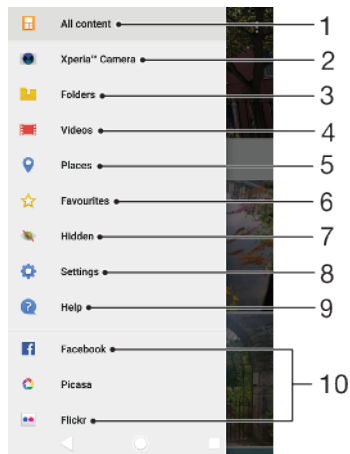 All content 1
Xperia™ Camera 2
Folders 3
Videos 4
Places 5
Favourites 6
Hidden 7
Settings 8
Help 9
Facebook
Picasa 10
Flickr